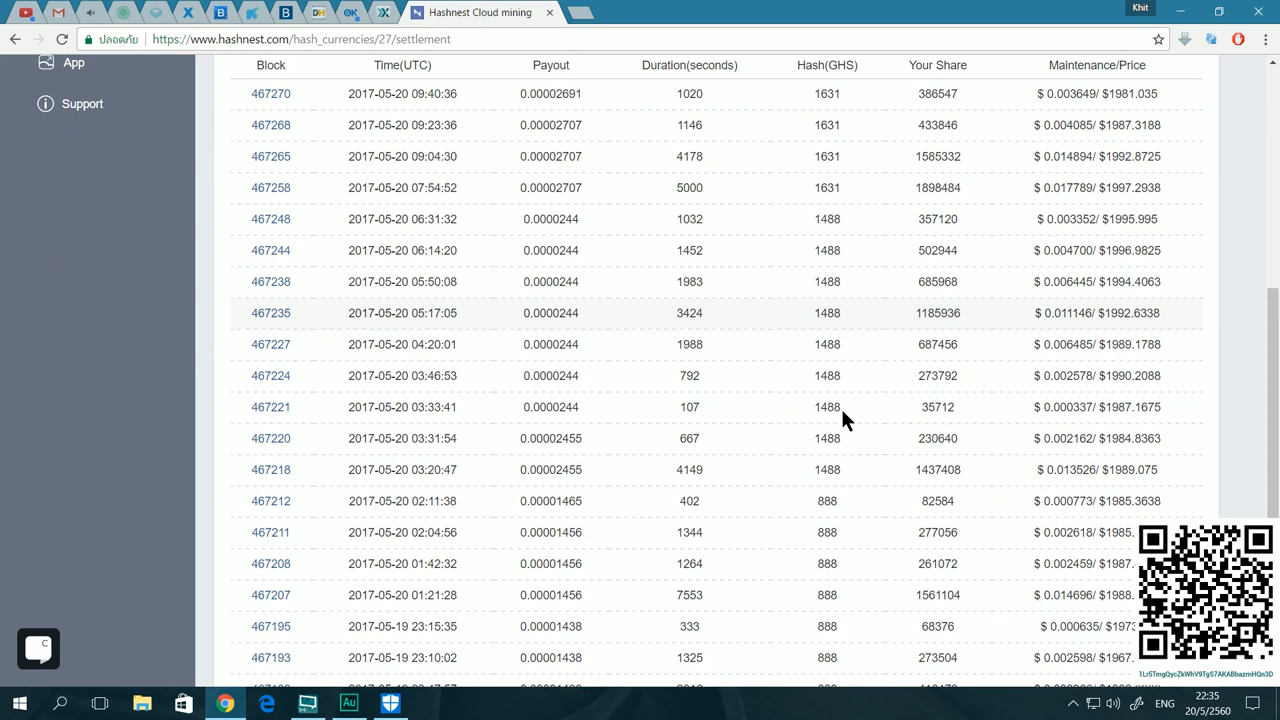 Hashnest Cloud mining
Khit
ปลอดภัย https://www.hashnest.com/hash_currencies/27/settlement
App
Support
Block Time(UTC) Payout Duration(seconds) Hash(GHS) Your Share Maintenance/Price
467270 2017-05-20 09:40:36 0.00002691 1020 1631 386547 $ 0.003649/ $1981.035
467268 2017-05-20 09:23:36 0.00002707 1146 1631 433846 $ 0.004085/ $1987.3188
467265 2017-05-20 09:04:30 0.00002707 4178 1631 1585332 $ 0.014894/ $1992.8725
467258 2017-05-20 07:54:52 0.00002707 5000 1631 1898484 $ 0.017789/ $1997.2938
467248 2017-05-20 06:31:32 0.0000244 1032 1488 357120 $ 0.003352/ $1995.995
467244 2017-05-20 06:14:20 0.0000244 1452 1488 502944 $ 0.004700/ $1996.9825
467238 2017-05-20 05:50:08 0.0000244 1983 1488 685968 $ 0.006445/ $1994.4063
467235 2017-05-20 05:17:05 0.0000244 3424 1488 1185936 $ 0.011146/ $1992.6338
467227 2017-05-20 04:20:01 0.0000244 1988 1488 687456 $ 0.006485/ $1989.1788
467224 2017-05-20 03:46:53 0.0000244 792 1488 273792 $ 0.002578/ $1990.2088
467221 2017-05-20 03:33:41 0.0000244 107 1488 35712 $ 0.000337/ $1987.1675
467220 2017-05-20 03:31:54 0.00002455 667 1488 230640 $ 0.002162/ $1984.8363
467218 2017-05-20 03:20:47 0.00002455 4149 1488 1437408 $ 0.013526/ $1989.075
467212 2017-05-20 02:11:38 0.00001465 402 888 82584 $ 0.000773/ $1985.3638
467211 2017-05-20 02:04:56 0.00001456 1344 888 277056 $ 0.002618/ $1985.
467208 2017-05-20 01:42:32 0.00001456 1264 888 261072 $ 0.002459/ $1987.
467207 2017-05-20 01:21:28 0.00001456 7553 888 1561104 $ 0.014696/ $1988.
467195 2017-05-19 23:15:35 0.00001438 333 888 68376 $ 0.000635/ $1973
467193 2017-05-19 23:10:02 0.00001438 1325 888 273504 $ 0.002598/ $1967.
ENG
22:35
20/5/2560